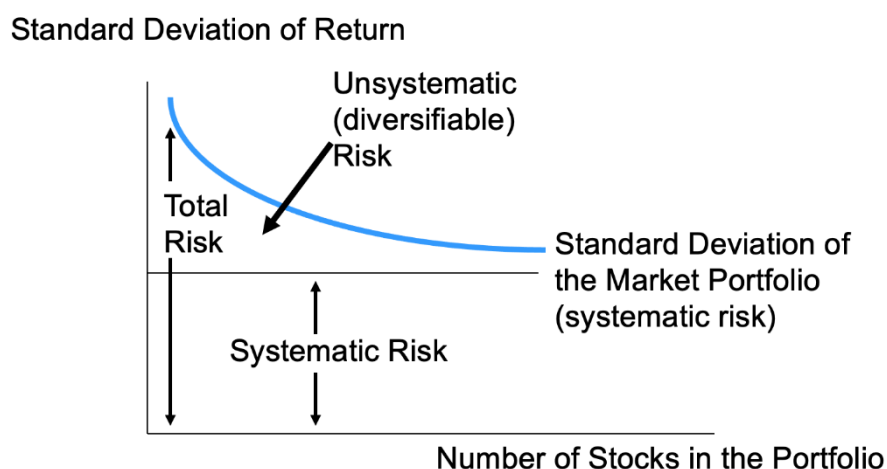 Standard Deviation of Return
Unsystematic
(diversifiable)
Risk
Total
Risk
Standard Deviation of
the Market Portfolio
(systematic risk)
Systematic Risk
Number of Stocks in the Portfolio